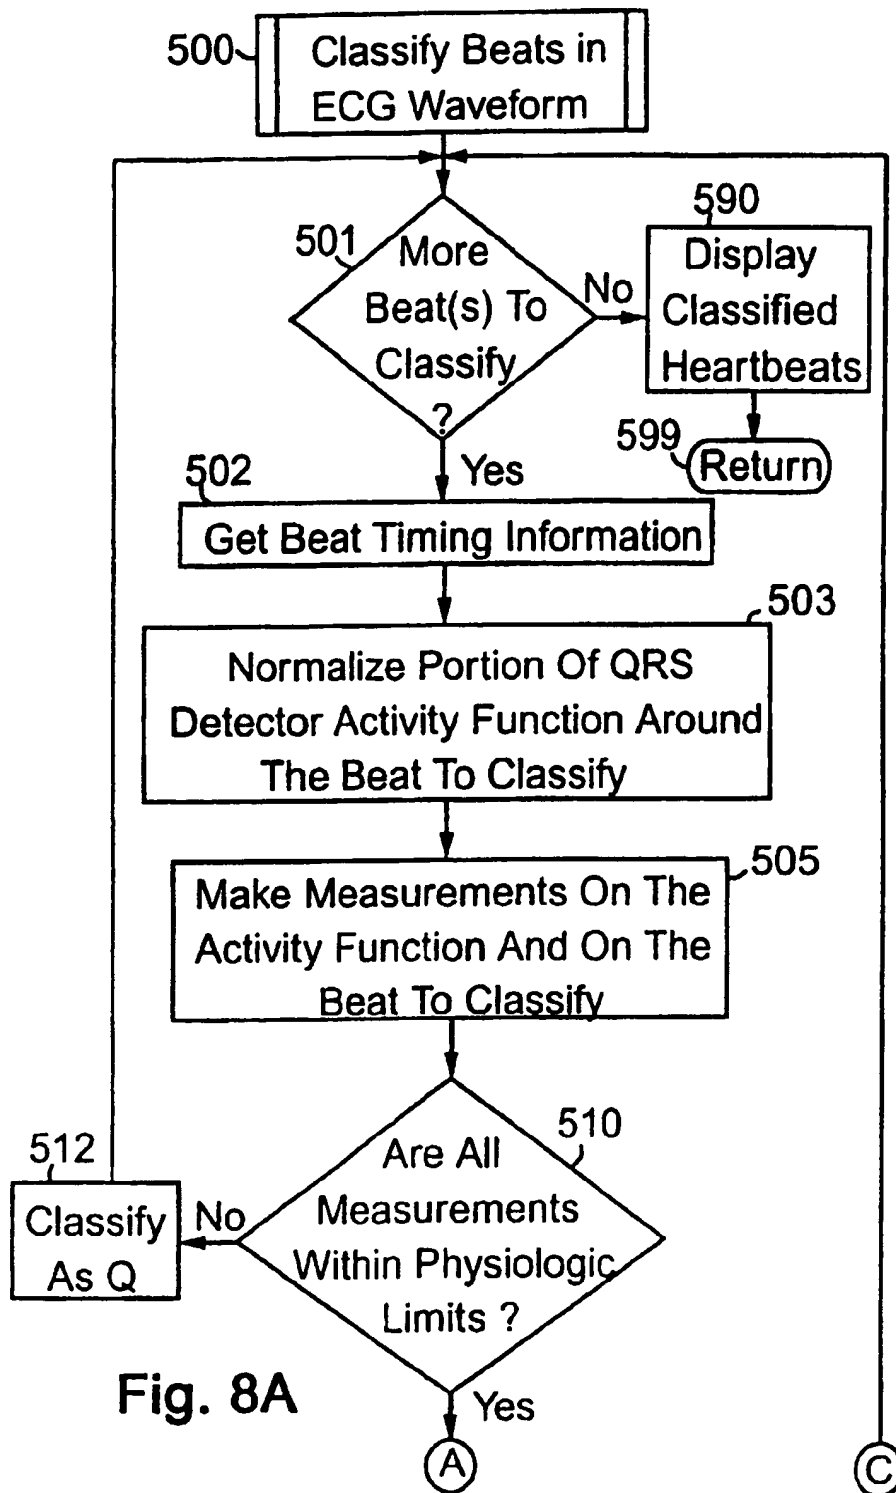 500
Classify Beats in
ECG Waveform
501
More
Beat(s) To
Classify
?
No
590
Display
Classified
Heartbeats
599
Return
Yes
502
Get Beat Timing Information
503
Normalize Portion Of QRS
Detector Activity Function Around
The Beat To Classify
505
Make Measurements On The
Activity Function And On The
Beat To Classify
510
Are All
Measurements
Within Physiologic
Limits ?
No
512
Classify
As Q
Yes
Fig. 8A
A
C